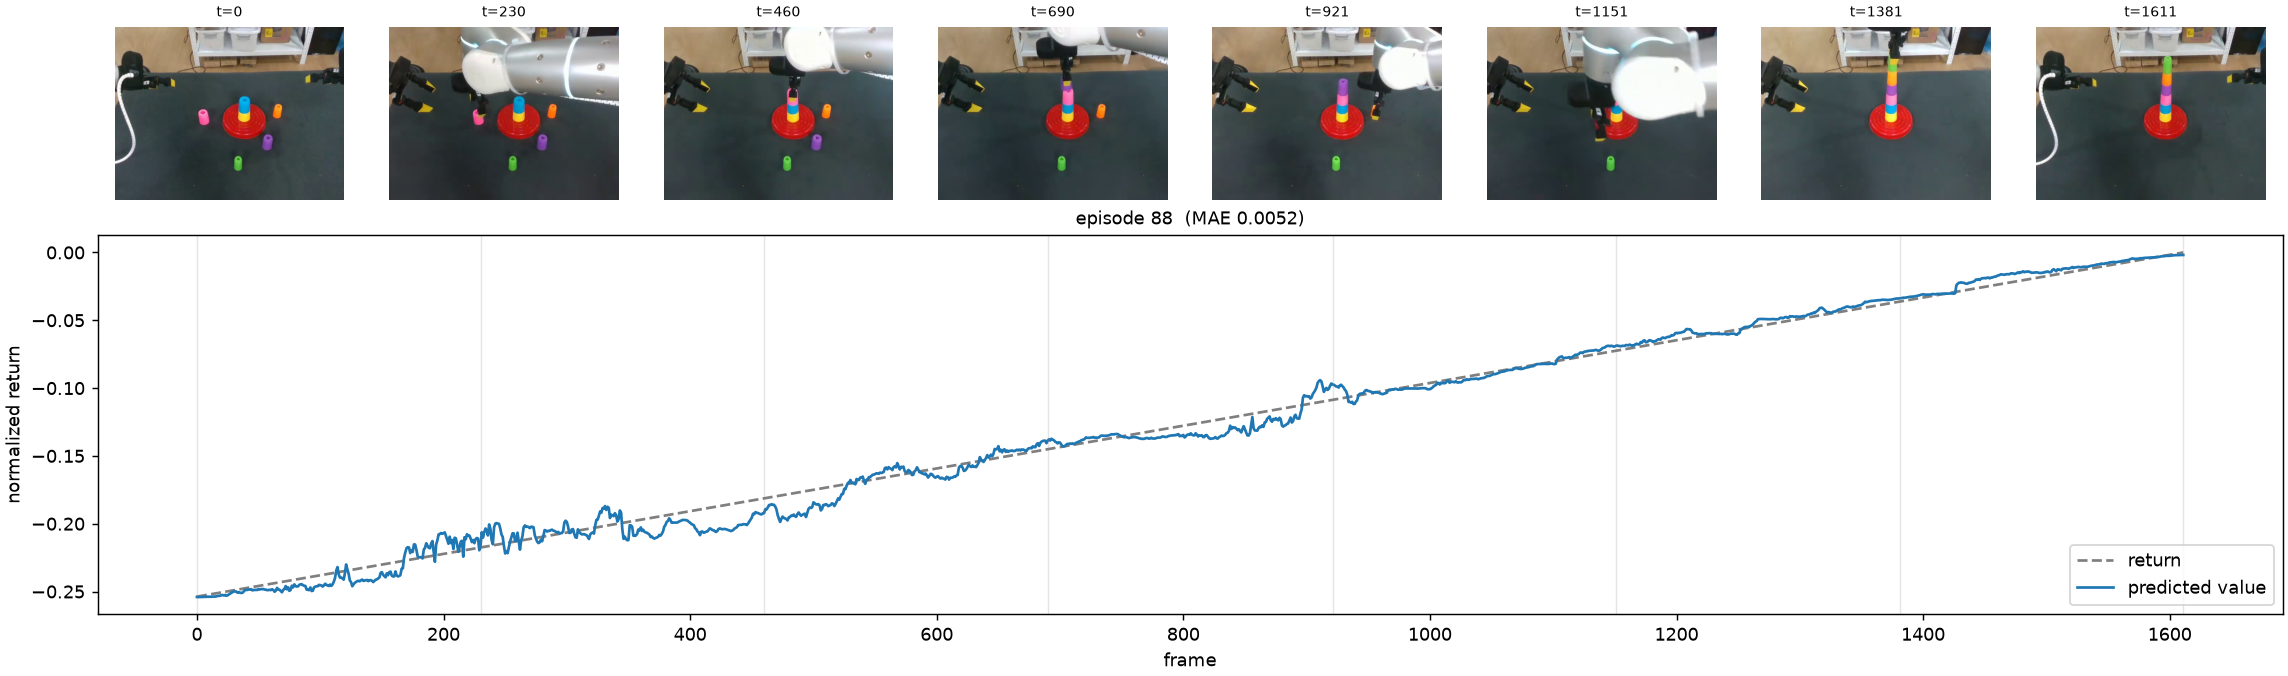 t=0 t=230 t=460 t=690 t=921 t=1151 t=1381 t=1611
episode 88 (MAE 0.0052)
normalized return
0.00
−0.05
−0.10
−0.15
−0.20
−0.25
return
predicted value
0 200 400 600 800 1000 1200 1400 1600
frame